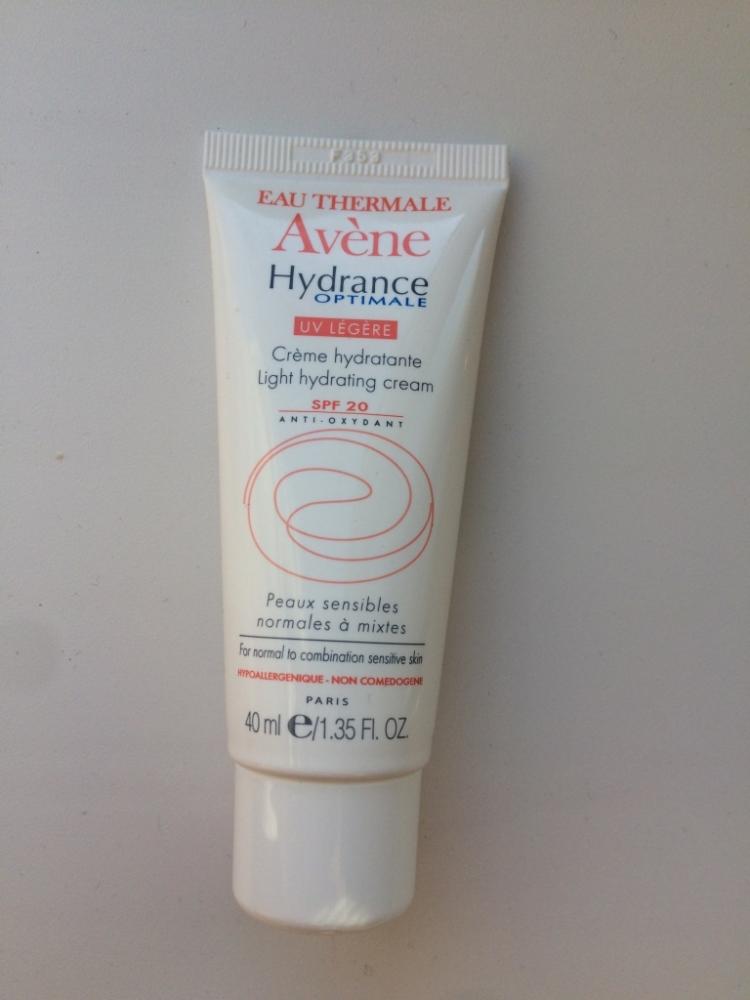 F353
EAU THERMALE
Avène
Hydrance
OPTIMALE
UV LÉGÈRE
Crème hydratante
Light hydrating cream
SPF 20
ANTI-OXYDANT
Peaux sensibles
normales à mixtes
For normal to combination sensitive skin
HYPOALLERGENIQUE - NON COMEDOGENE
PARIS
40 ml e/1.35 Fl. OZ.